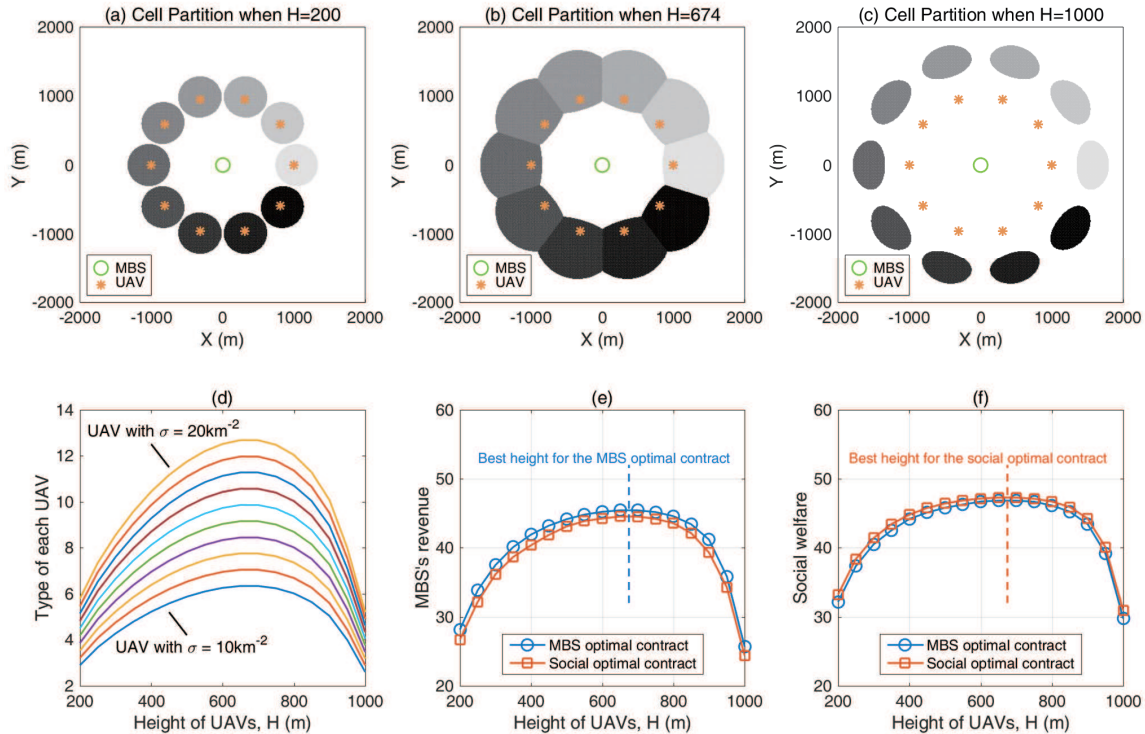 (a) Cell Partition when H=200
2000
1000
0
-1000
-2000
Y (m)
MBS
UAV
-2000 -1000 0 1000 2000
X (m)
(b) Cell Partition when H=674
2000
1000
0
-1000
-2000
Y (m)
MBS
UAV
-2000 -1000 0 1000 2000
X (m)
(c) Cell Partition when H=1000
2000
1000
0
-1000
-2000
Y (m)
MBS
UAV
-2000 -1000 0 1000 2000
X (m)
(d)
14
12
10
8
6
4
2
Type of each UAV
UAV with σ = 20km⁻²
UAV with σ = 10km⁻²
200 400 600 800 1000
Height of UAVs, H (m)
(e)
60
50
40
30
20
MBS's revenue
Best height for the MBS optimal contract
MBS optimal contract
Social optimal contract
200 400 600 800 1000
Height of UAVs, H (m)
(f)
60
50
40
30
20
Social welfare
Best height for the social optimal contract
MBS optimal contract
Social optimal contract
200 400 600 800 1000
Height of UAVs, H (m)